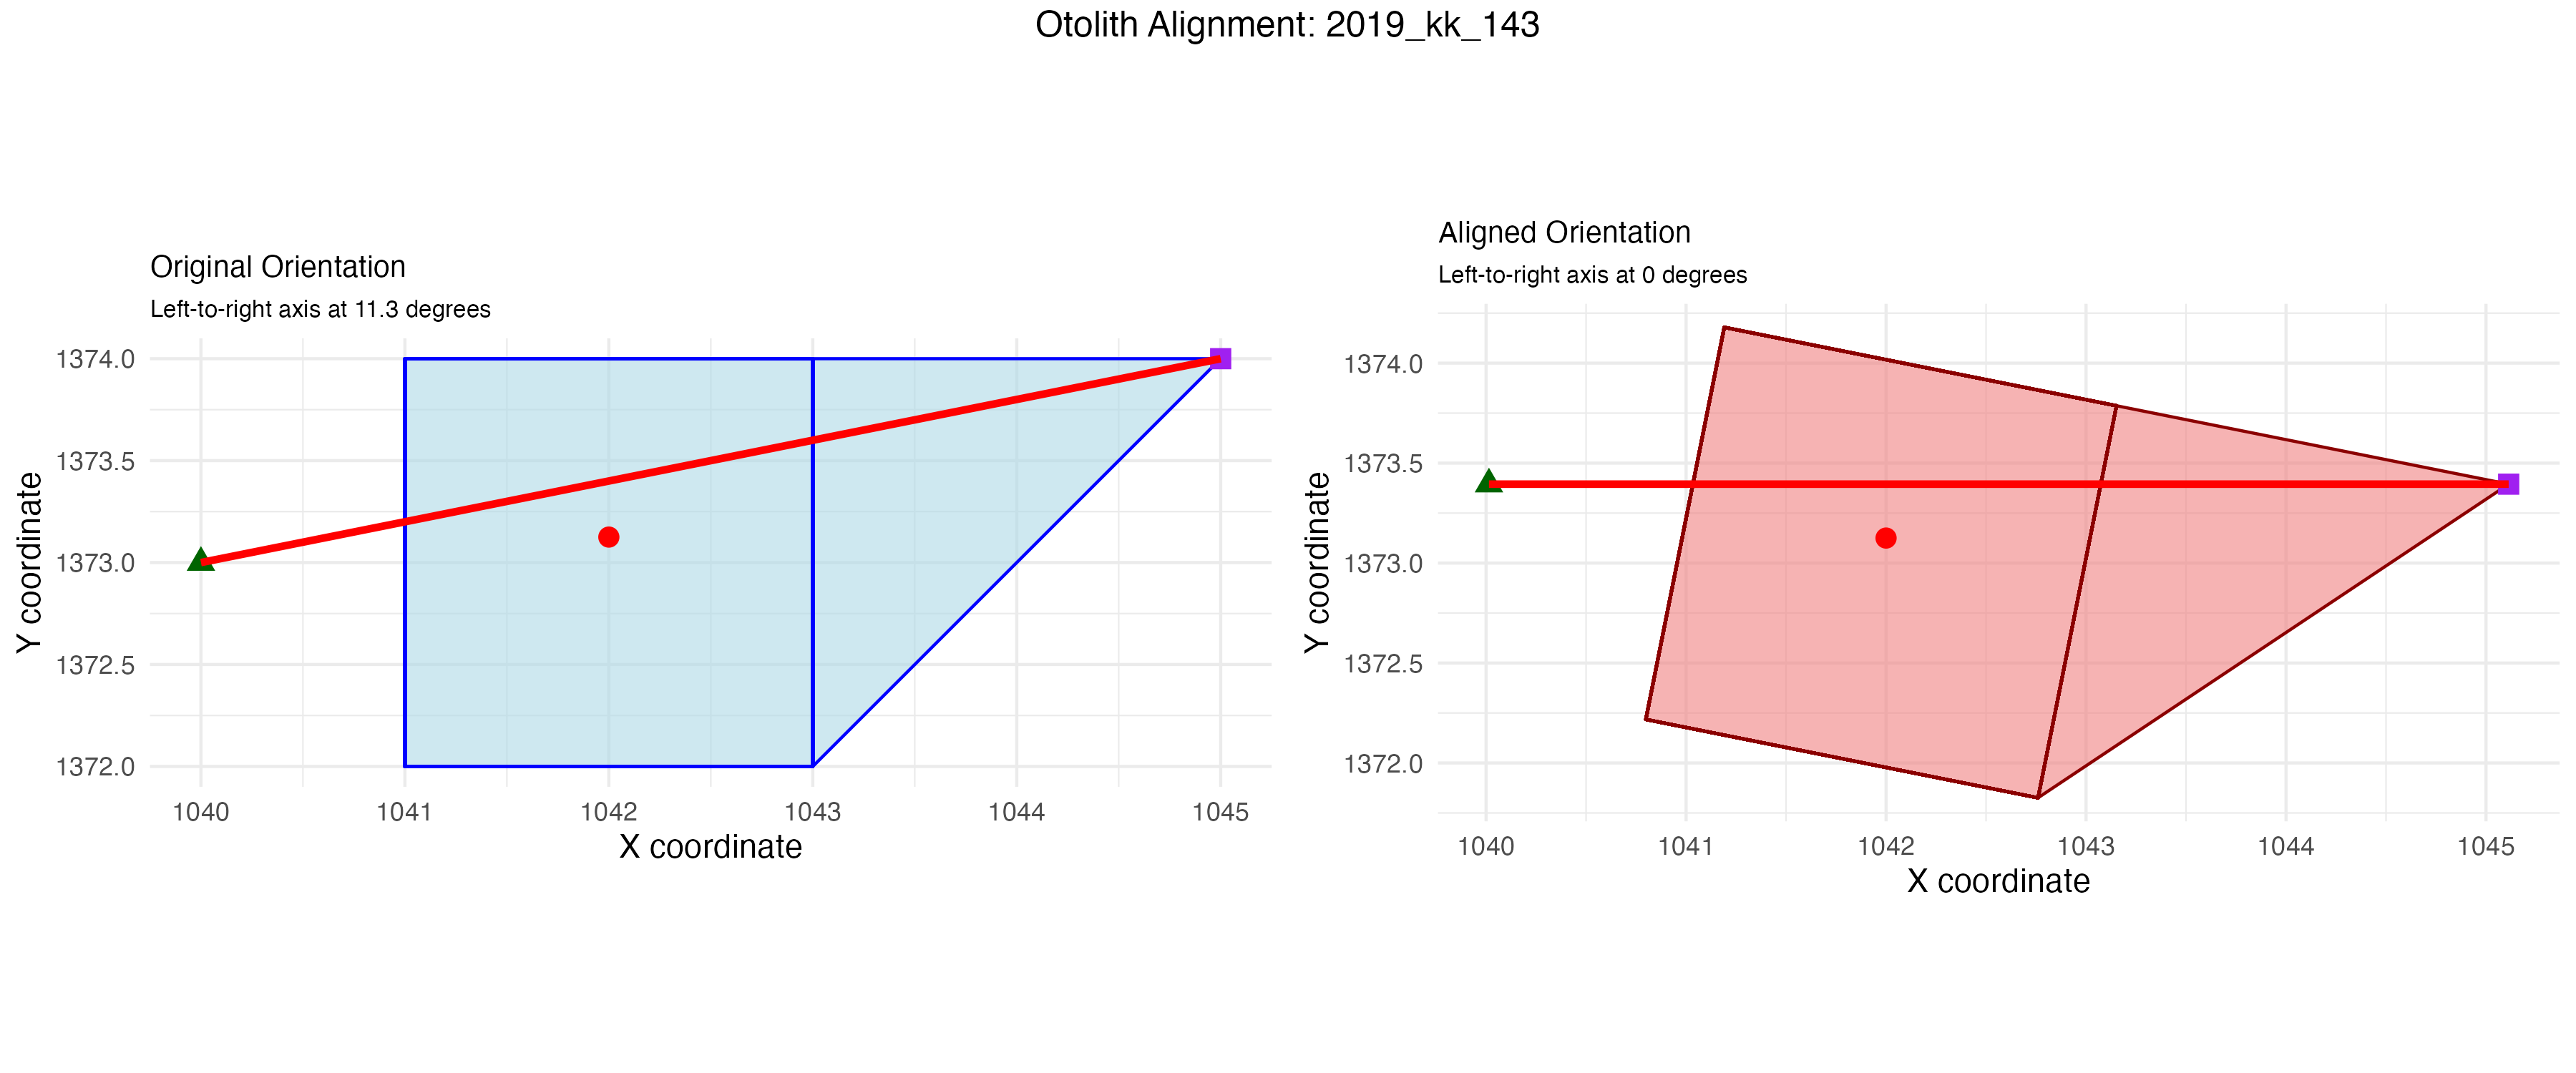 Otolith Alignment: 2019_kk_143
Original Orientation
Left-to-right axis at 11.3 degrees
1374.0
1373.5
1373.0
1372.5
1372.0
Y coordinate
1040 1041 1042 1043 1044 1045
X coordinate
Aligned Orientation
Left-to-right axis at 0 degrees
1374.0
1373.5
1373.0
1372.5
1372.0
Y coordinate
1040 1041 1042 1043 1044 1045
X coordinate